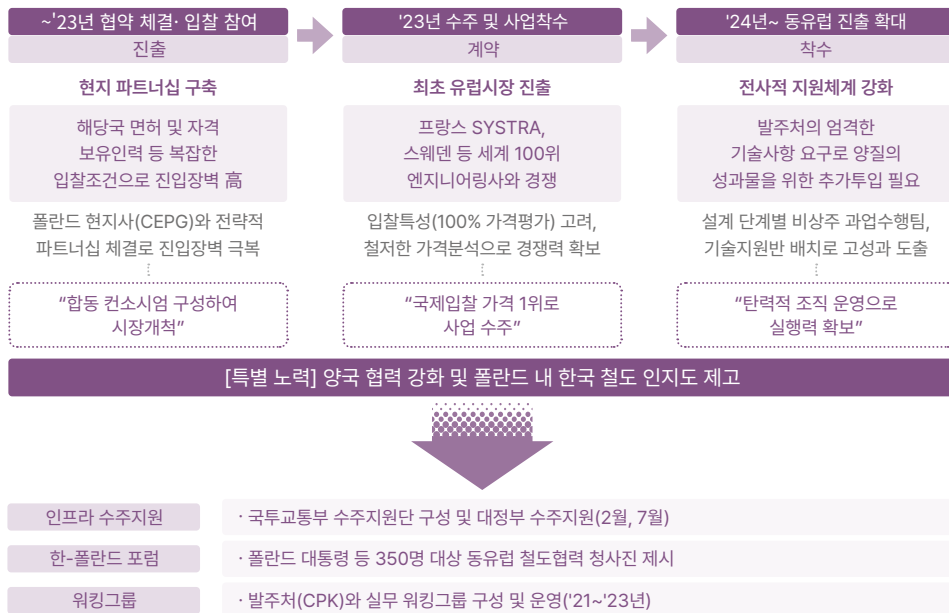 ~'23년 협약 체결· 입찰 참여
진출
현지 파트너십 구축
해당국 면허 및 자격
보유인력 등 복잡한
입찰조건으로 진입장벽 高
폴란드 현지사(CEPG)와 전략적
파트너십 체결로 진입장벽 극복
“합동 컨소시엄 구성하여
시장개척”
'23년 수주 및 사업착수
계약
최초 유럽시장 진출
프랑스 SYSTRA,
스웨덴 등 세계 100위
엔지니어링사와 경쟁
입찰특성(100% 가격평가) 고려,
철저한 가격분석으로 경쟁력 확보
“국제입찰 가격 1위로
사업 수주”
'24년~ 동유럽 진출 확대
착수
전사적 지원체계 강화
발주처의 엄격한
기술사항 요구로 양질의
성과물을 위한 추가투입 필요
설계 단계별 비상주 과업수행팀,
기술지원반 배치로 고성과 도출
“탄력적 조직 운영으로
실행력 확보”
[특별 노력] 양국 협력 강화 및 폴란드 내 한국 철도 인지도 제고
인프라 수주지원
· 국투교통부 수주지원단 구성 및 대정부 수주지원(2월, 7월)
한-폴란드 포럼
· 폴란드 대통령 등 350명 대상 동유럽 철도협력 청사진 제시
워킹그룹
· 발주처(CPK)와 실무 워킹그룹 구성 및 운영('21~'23년)